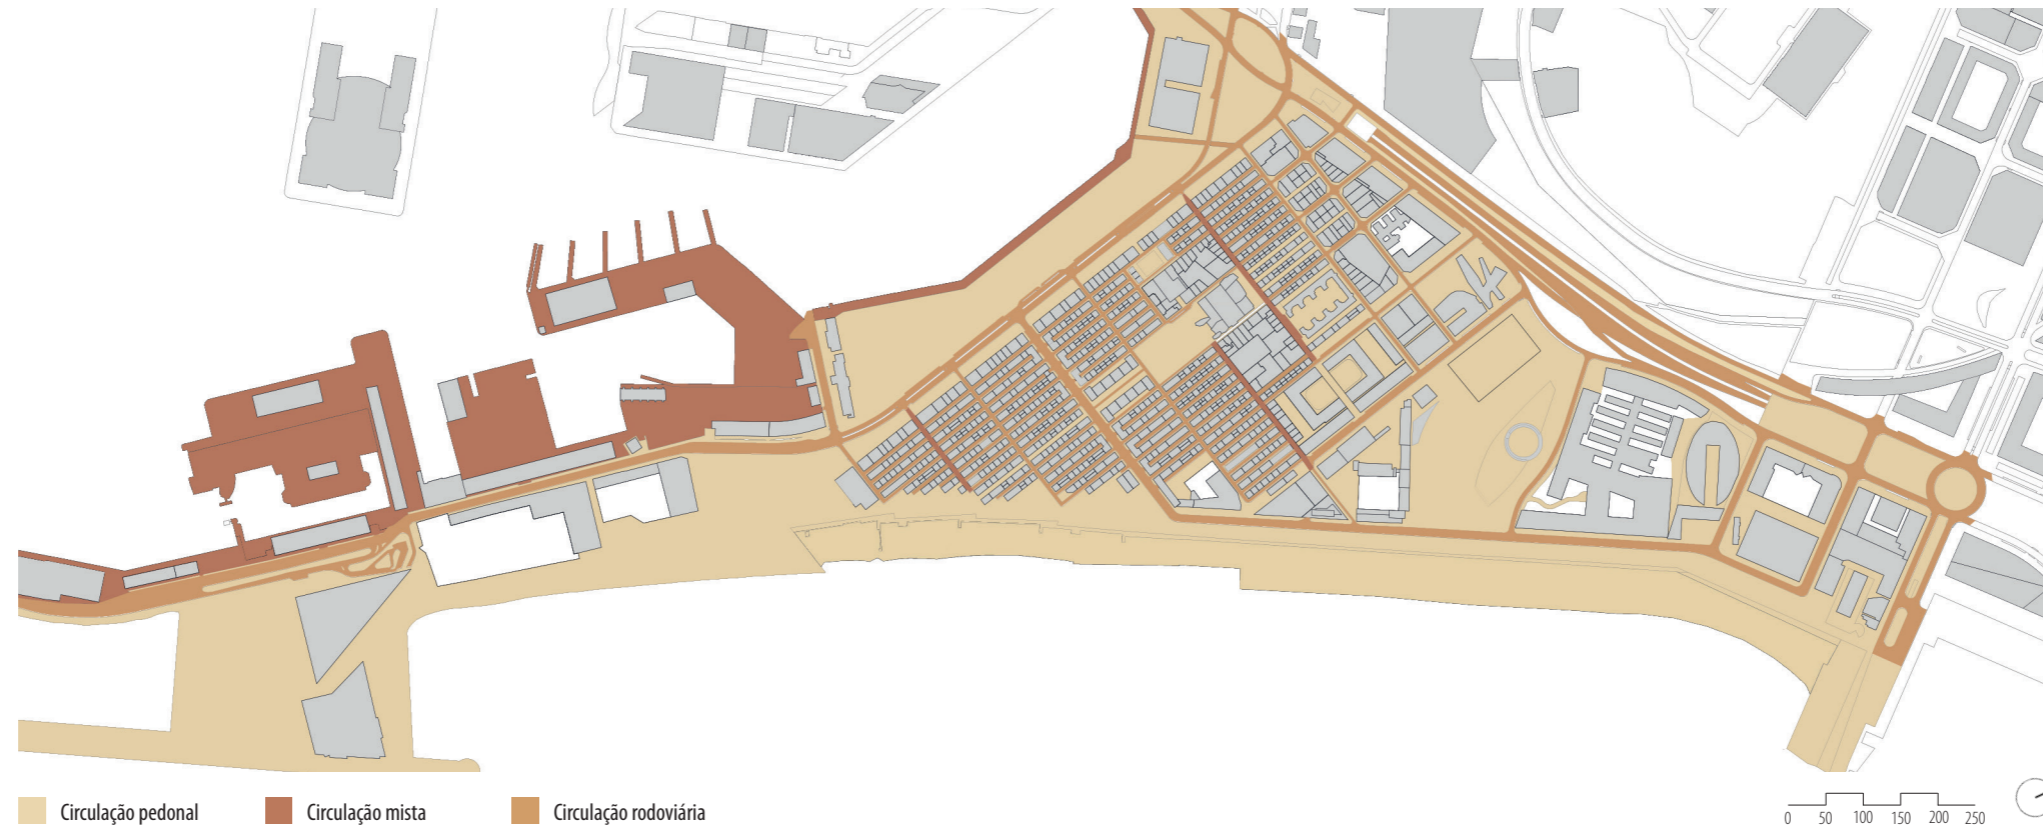 Circulação pedonal
Circulação mista
Circulação rodoviária
0 50 100 150 200 250